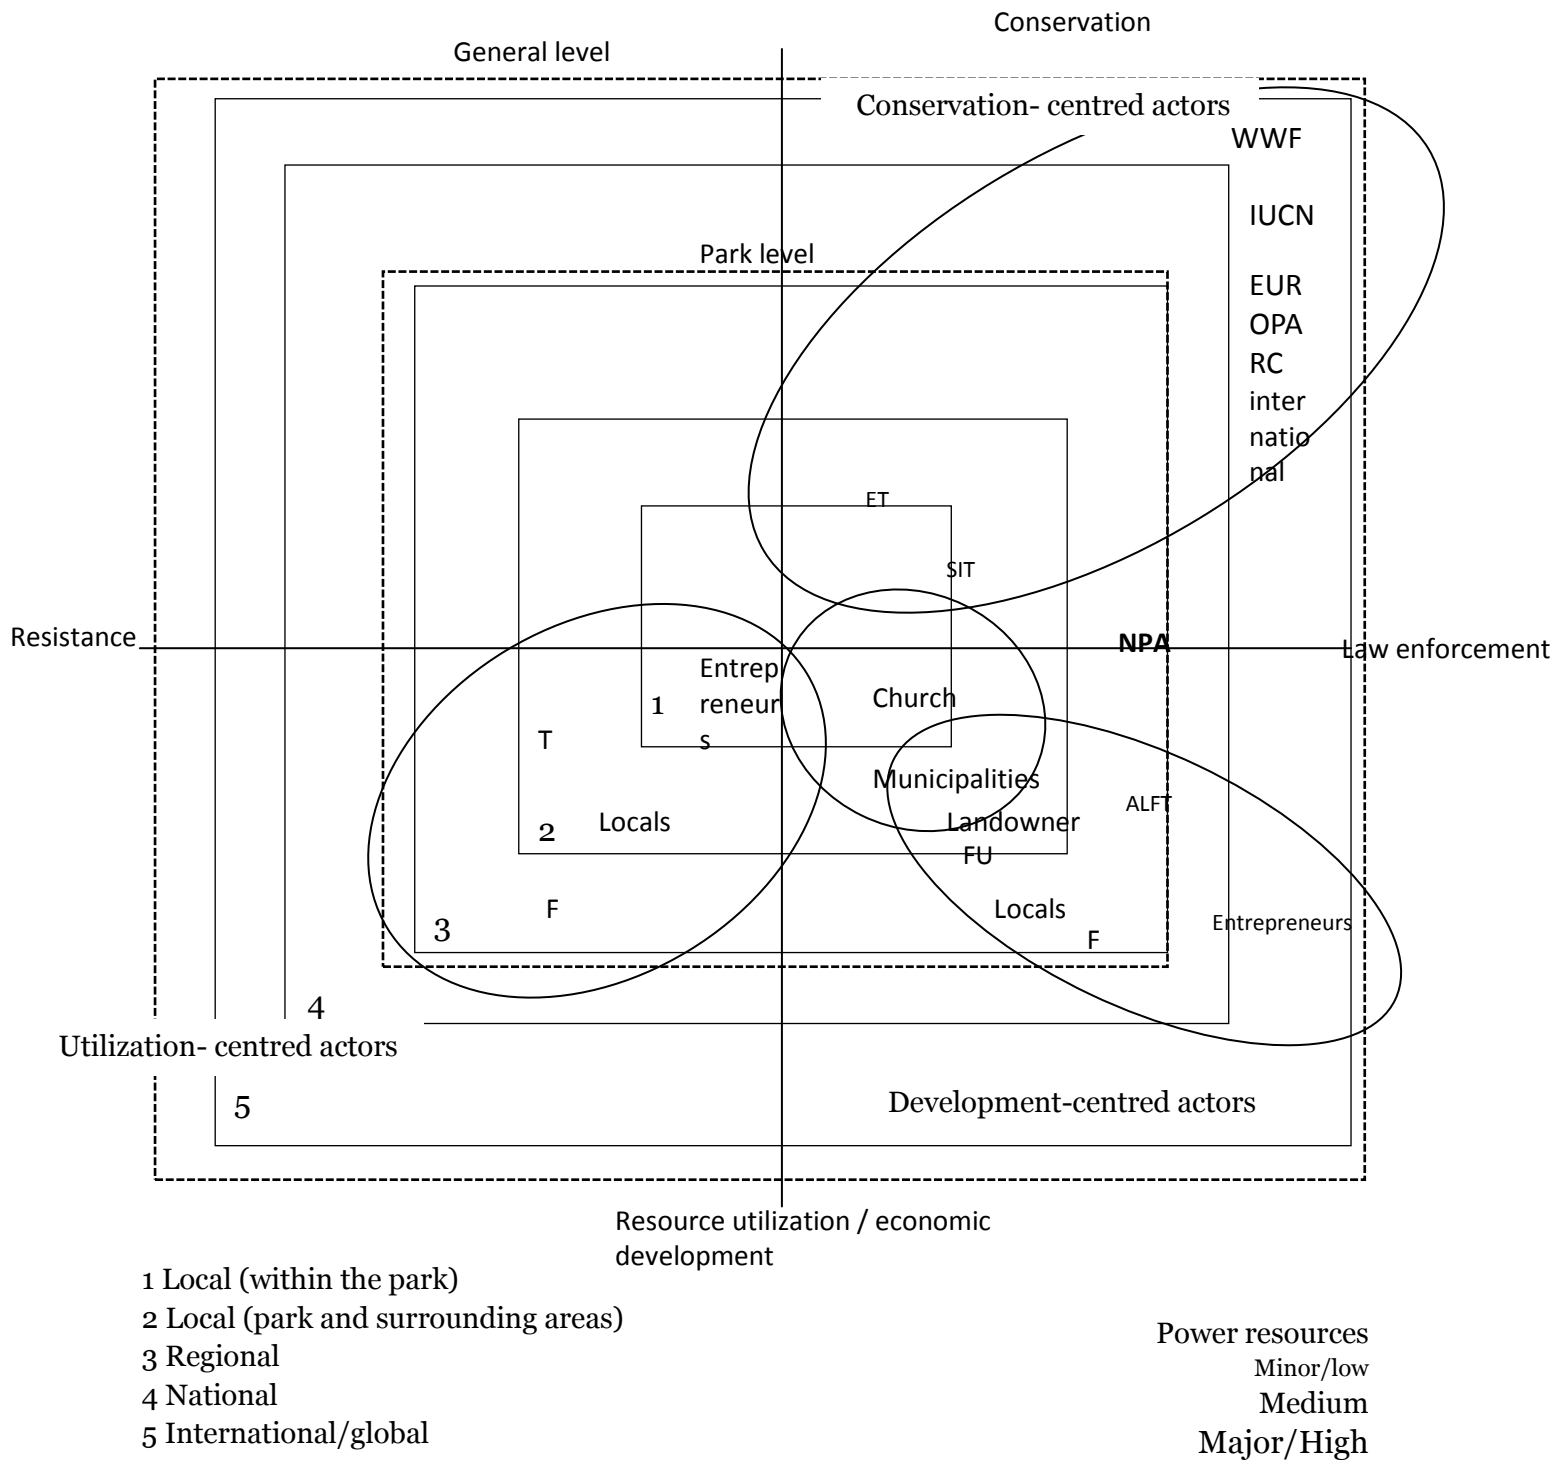 Conservation
General level
Conservation- centred actors
WWF
IUCN
Park level
EUR
OPA
RC
inter
natio
nal
ET
SIT
Resistance
NPA
Law enforcement
Entrep
reneur
s
1
Church
T
Municipalities
ALFT
2
Locals
Landowner
FU
F
Locals
3
F
Entrepreneurs
4
Utilization- centred actors
5
Development-centred actors
Resource utilization / economic
development
1 Local (within the park)
2 Local (park and surrounding areas)
3 Regional
4 National
5 International/global
Power resources
Minor/low
Medium
Major/High